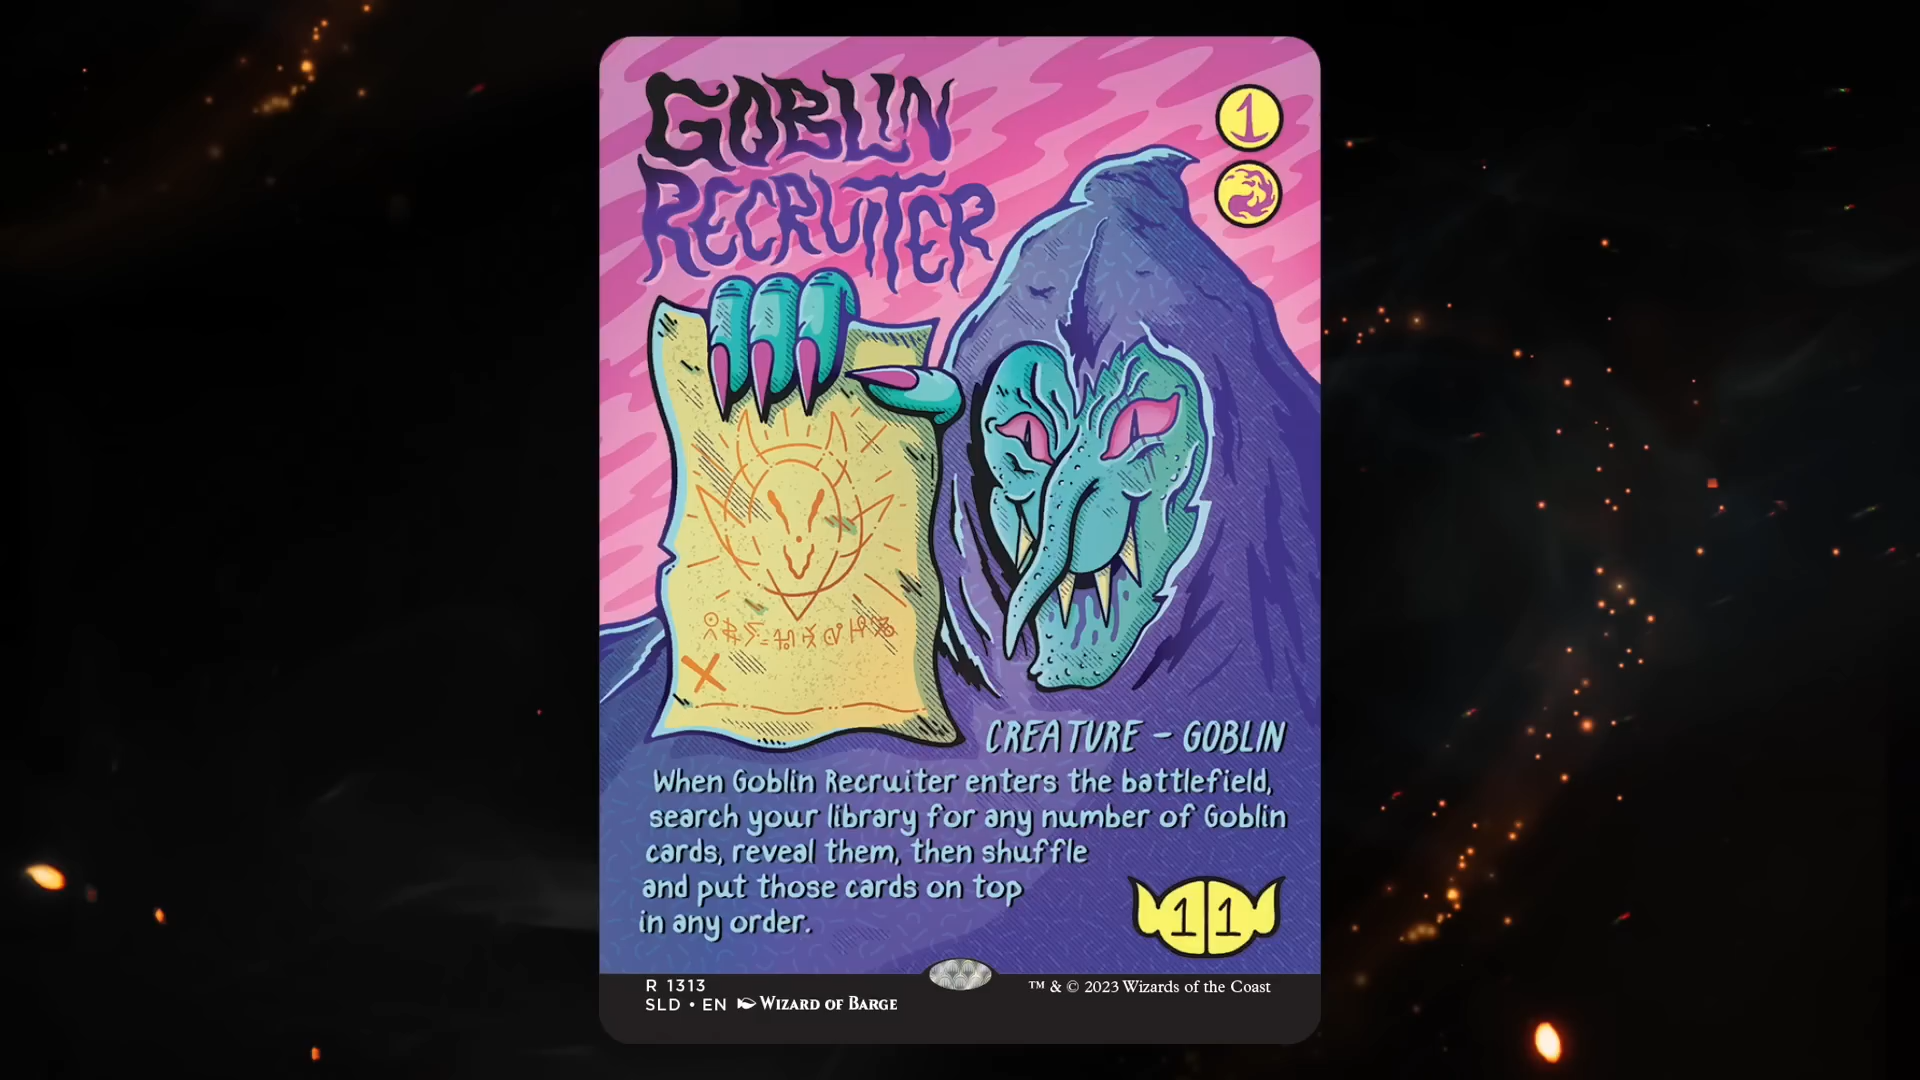 GOBLIN
RECRUITER
1
CREATURE – GOBLIN
When Goblin Recruiter enters the battlefield,
search your library for any number of Goblin
cards, reveal them, then shuffle
and put those cards on top
in any order.
1 1
R 1313
SLD • EN WIZARD OF BARGE
™ & © 2023 Wizards of the Coast